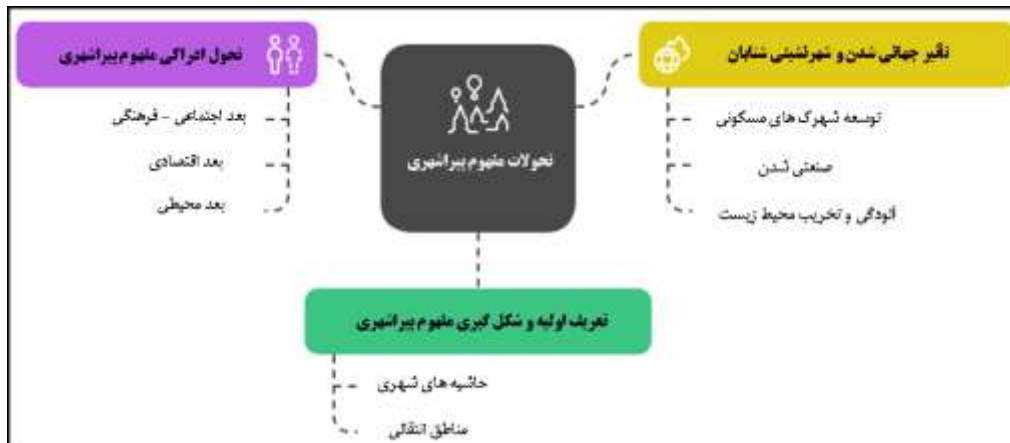 تأثیر جهانی شدن و شهرنشینی شتابان
توسعه شهرک های مسکونی
صنعتی شدن
آلودگی و تخریب محیط زیست
تحولات مفهوم پیراشهری
تحول ادراکی مفهوم پیراشهری
بعد اجتماعی - فرهنگی
بعد اقتصادی
بعد محیطی
تعریف اولیه و شکل گیری مفهوم پیراشهری
حاشیه های شهری
مناطق انتقالی